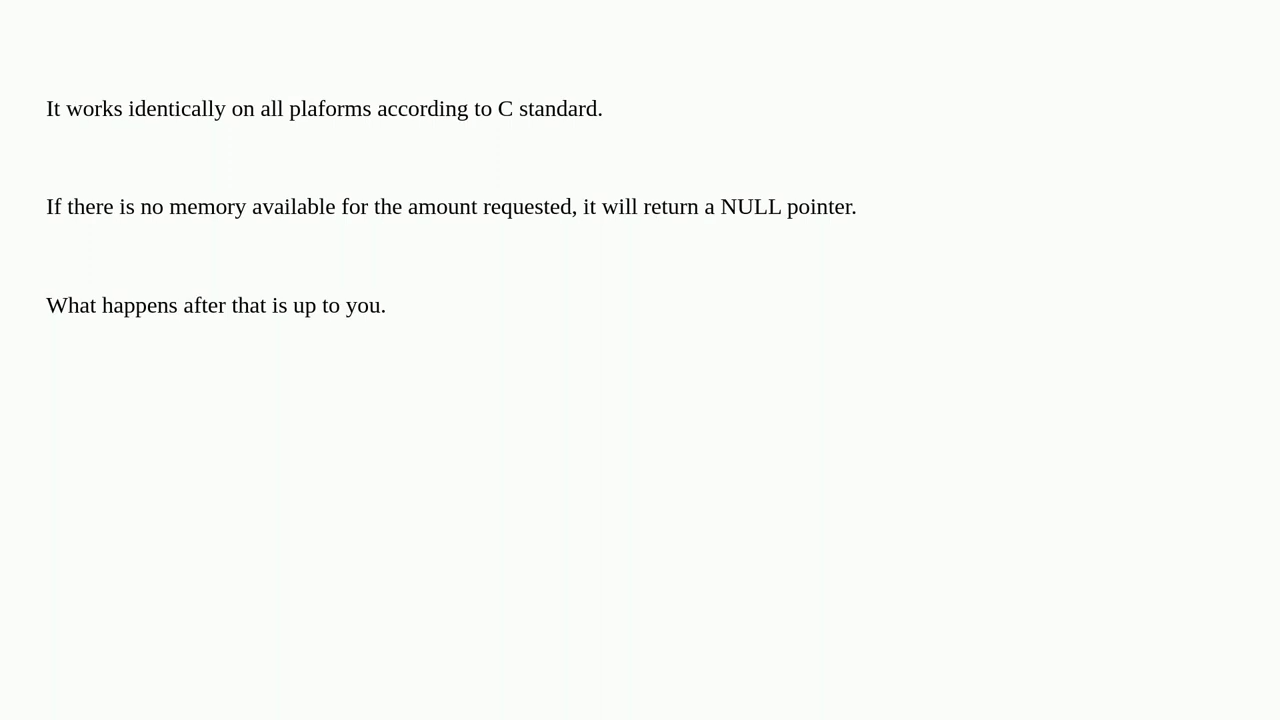 It works identically on all plaforms according to C standard.
If there is no memory available for the amount requested, it will return a NULL pointer.
What happens after that is up to you.